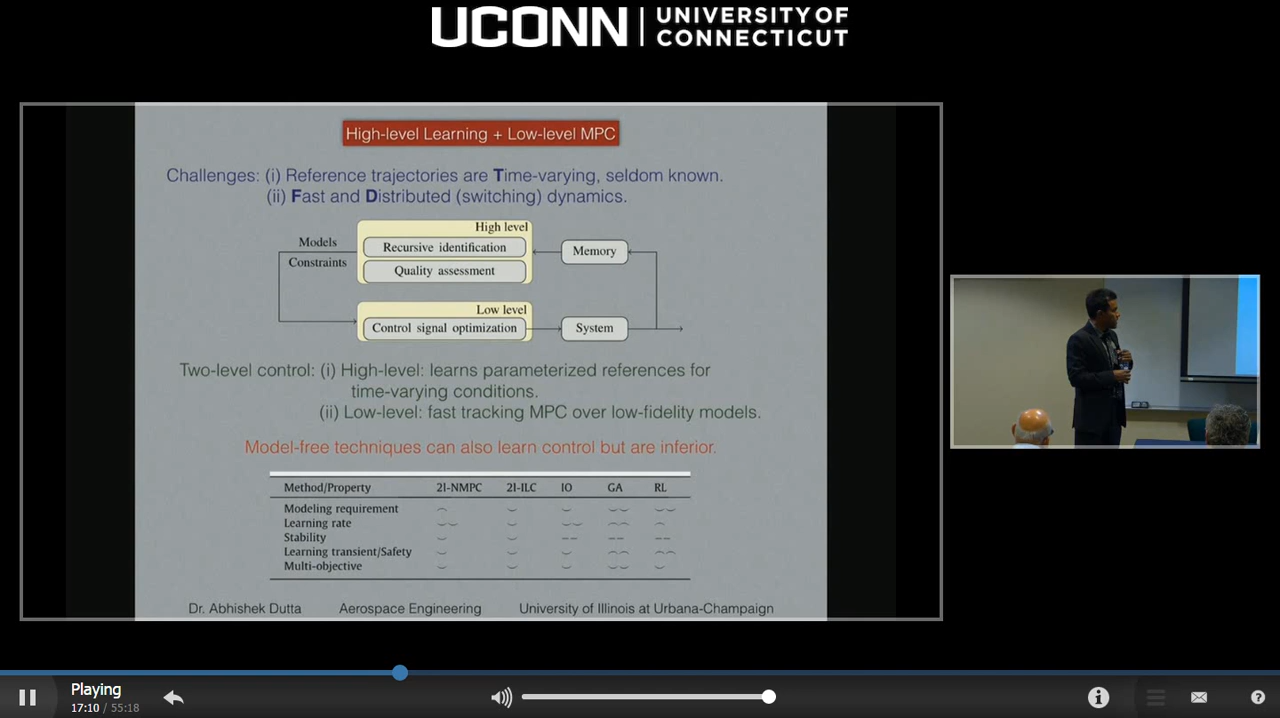 UCONN UNIVERSITY OF
CONNECTICUT
High-level Learning + Low-level MPC
Challenges: (i) Reference trajectories are Time-varying, seldom known.
(ii) Fast and Distributed (switching) dynamics.
High level
Models
Recursive identification
Memory
Constraints
Quality assessment
Low level
Control signal optimization
System
Two-level control: (i) High-level: learns parameterized references for
time-varying conditions.
(ii) Low-level: fast tracking MPC over low-fidelity models.
Model-free techniques can also learn control but are inferior.
Method/Property 2l-NMPC 2l-ILC IO GA RL
Modeling requirement
Learning rate
Stability
Learning transient/Safety
Multi-objective
Dr. Abhishek Dutta Aerospace Engineering University of Illinois at Urbana-Champaign
Playing
17:10 / 55:18